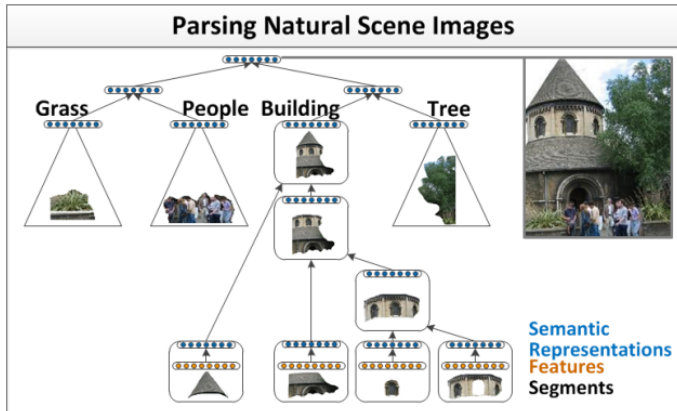 Parsing Natural Scene Images
Grass People Building Tree
Semantic
Representations
Features
Segments